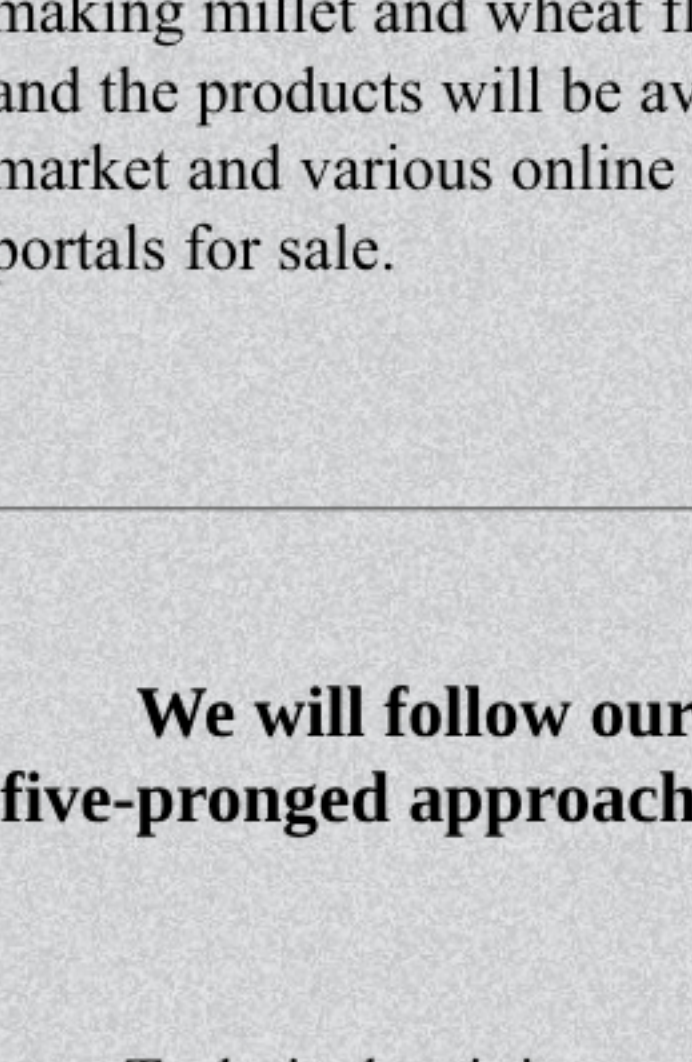 making millet and wheat
and the products will be
market and various online
portals for sale.
We will follow our
five-pronged approach